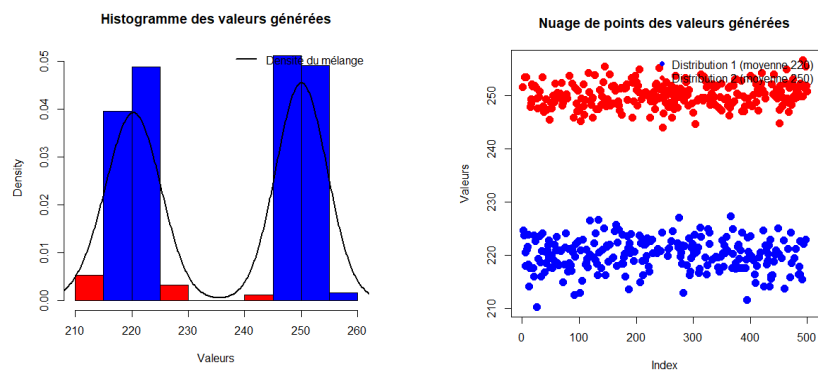 Histogramme des valeurs générées
Densité du mélange
Density
0.00
0.01
0.02
0.03
0.04
0.05
210
220
230
240
250
260
Valeurs
Nuage de points des valeurs générées
Distribution 1 (moyenne 220)
Distribution 2 (moyenne 250)
Valeurs
210
220
230
240
250
0
100
200
300
400
500
Index